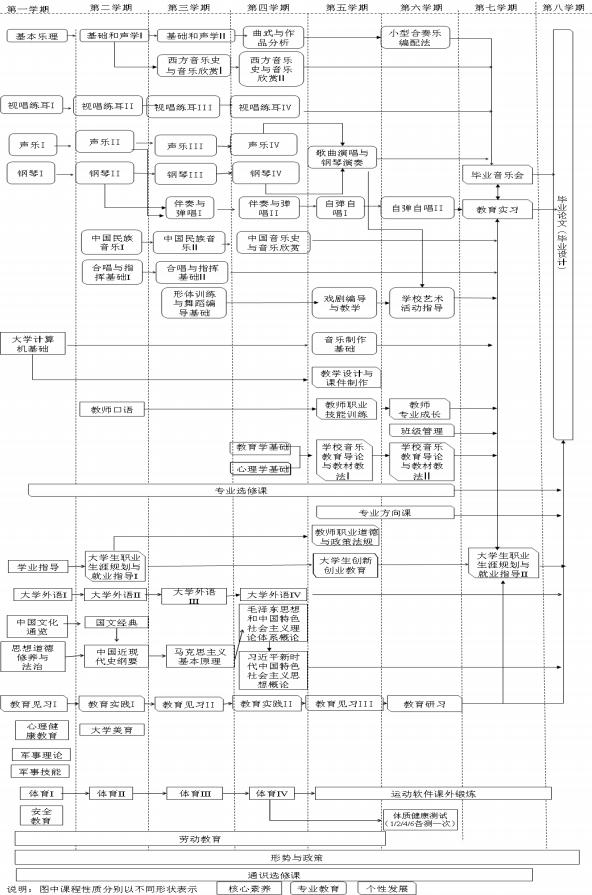 第一学期 第二学期 第三学期 第四学期 第五学期 第六学期 第七学期 第八学期
基本乐理
基础和声学I
基础和声学II
曲式与作
品分析
小型合奏乐
编配法
西方音乐史
与音乐欣赏I
西方音乐
史与音乐
欣赏II
视唱练耳I
视唱练耳II
视唱练耳III
视唱练耳IV
声乐I
声乐II
声乐III
声乐IV
歌曲演唱与
钢琴演奏
钢琴I
钢琴II
钢琴III
钢琴IV
毕业音乐会
伴奏与
弹唱I
伴奏与弹
唱II
自弹自
唱I
自弹自唱II
教育实习
毕业论文(毕业设计)
中国民族
音乐I
中国民族音
乐II
中国音乐史
与音乐欣赏
合唱与指
挥基础I
合唱与指挥
基础II
形体训练
与舞蹈编
导基础
戏剧编导
与教学
学校艺术
活动指导
大学计算
机基础
音乐制作
基础
教学设计与
课件制作
教师口语
教师职业
技能训练
教师
专业成长
班级管理
教育学基础
心理学基础
学校音乐
教育导论
与教材教
法I
学校音乐
教育导论
与教材教
法II
专业选修课
专业方向课
教师职业道德
与政策法规
学业指导
大学生职业
生涯规划与
就业指导I
大学生创新
创业教育
大学生职业
生涯规划与
就业指导II
大学外语I
大学外语II
大学外语
III
大学外语IV
中国文化
通览
国文经典
毛泽东思想
和中国特色
社会主义理
论体系概论
思想道德
修养与
法治
中国近现
代史纲要
马克思主义
基本原理
习近平新时
代中国特色
社会主义思
想概论
教育见习I
教育实践I
教育见习II
教育实践II
教育见习III
教育研习
心理健
康教育
大学美育
军事理论
军事技能
体育I
体育II
体育III
体育IV
运动软件课外锻炼
安全
教育
体质健康测试
(1/2/4/6各测一次)
劳动教育
形势与政策
通识选修课
说明：图中课程性质分别以不同形状表示 核心素养 专业教育 个性发展